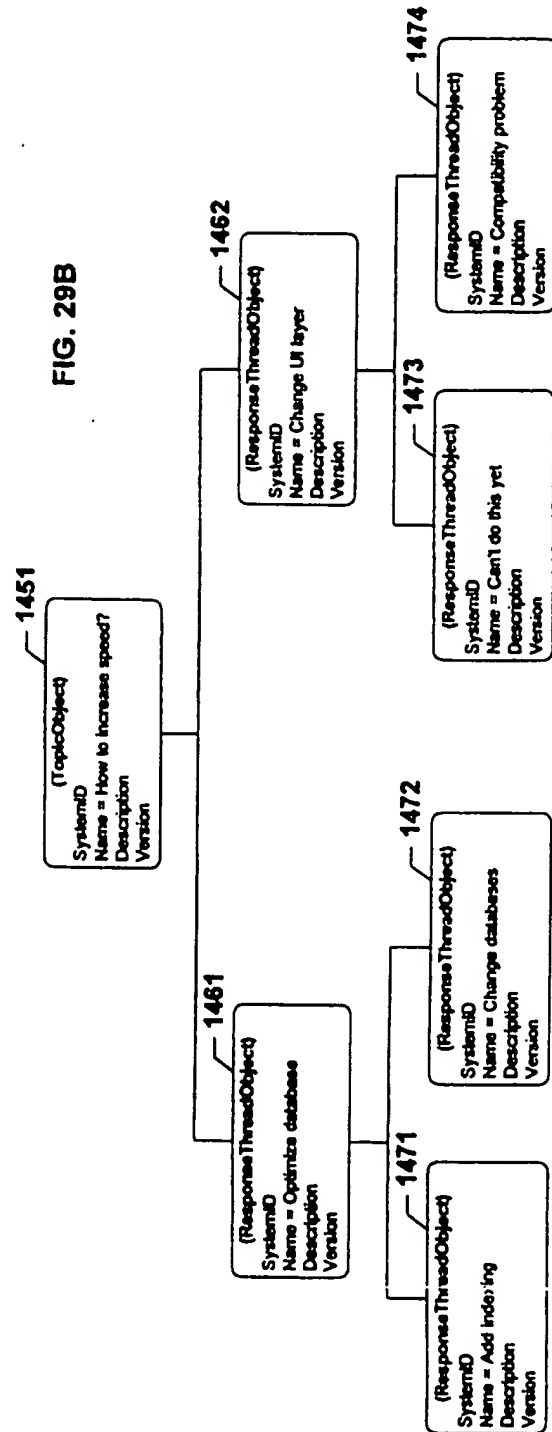 FIG. 29B
1451
(TopicObject)
SystemID
Name = How to increase speed?
Description
Version
1461
(ResponseThreadObject)
SystemID
Name = Optimize database
Description
Version
1462
(ResponseThreadObject)
SystemID
Name = Change UI layer
Description
Version
1471
(ResponseThreadObject)
SystemID
Name = Add indexing
Description
Version
1472
(ResponseThreadObject)
SystemID
Name = Change databases
Description
Version
1473
(ResponseThreadObject)
SystemID
Name = Can't do this yet
Description
Version
1474
(ResponseThreadObject)
SystemID
Name = Compatibility problem
Description
Version